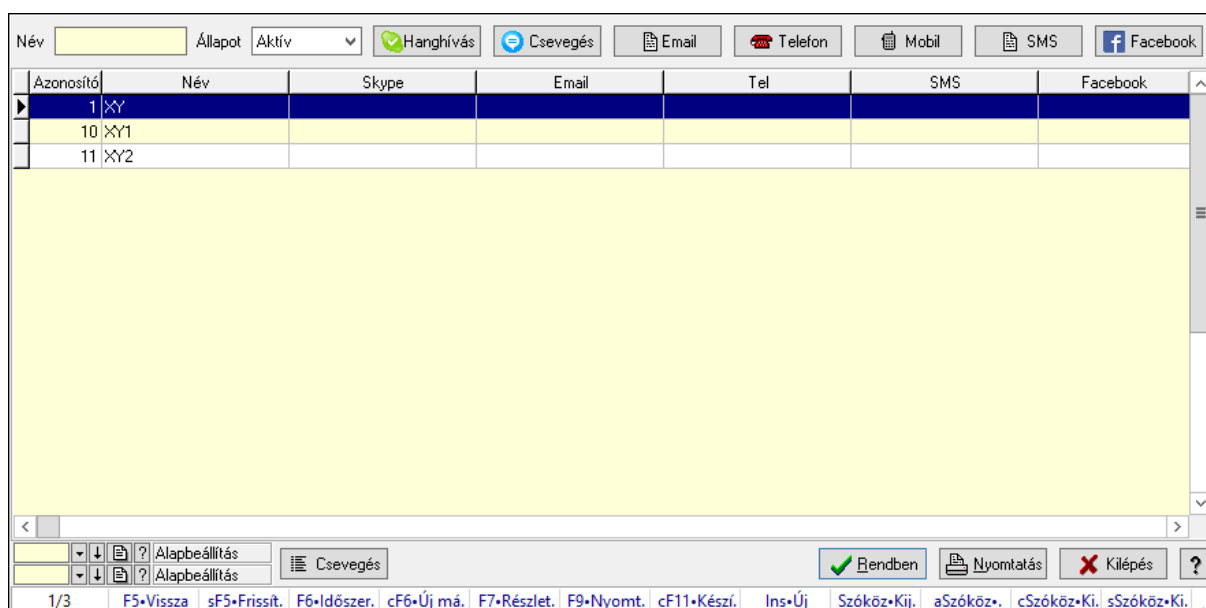 Név Állapot Aktív Hanghívás Csevegés Email Telefon Mobil SMS Facebook
Azonosító Név Skype Email Tel SMS Facebook
1 XY
10 XY1
11 XY2
? Alapbeállítás
? Alapbeállítás
Csevegés Rendben Nyomtatás Kilépés ?
1/3 F5•Vissza sF5•Frissít. F6•Időszer. cF6•Új má. F7•Részlet. F9•Nyomt. cF11•Készí. Ins•Új Szóköz•Kij. aSzóköz•. cSzóköz•Ki. sSzóköz•Ki.